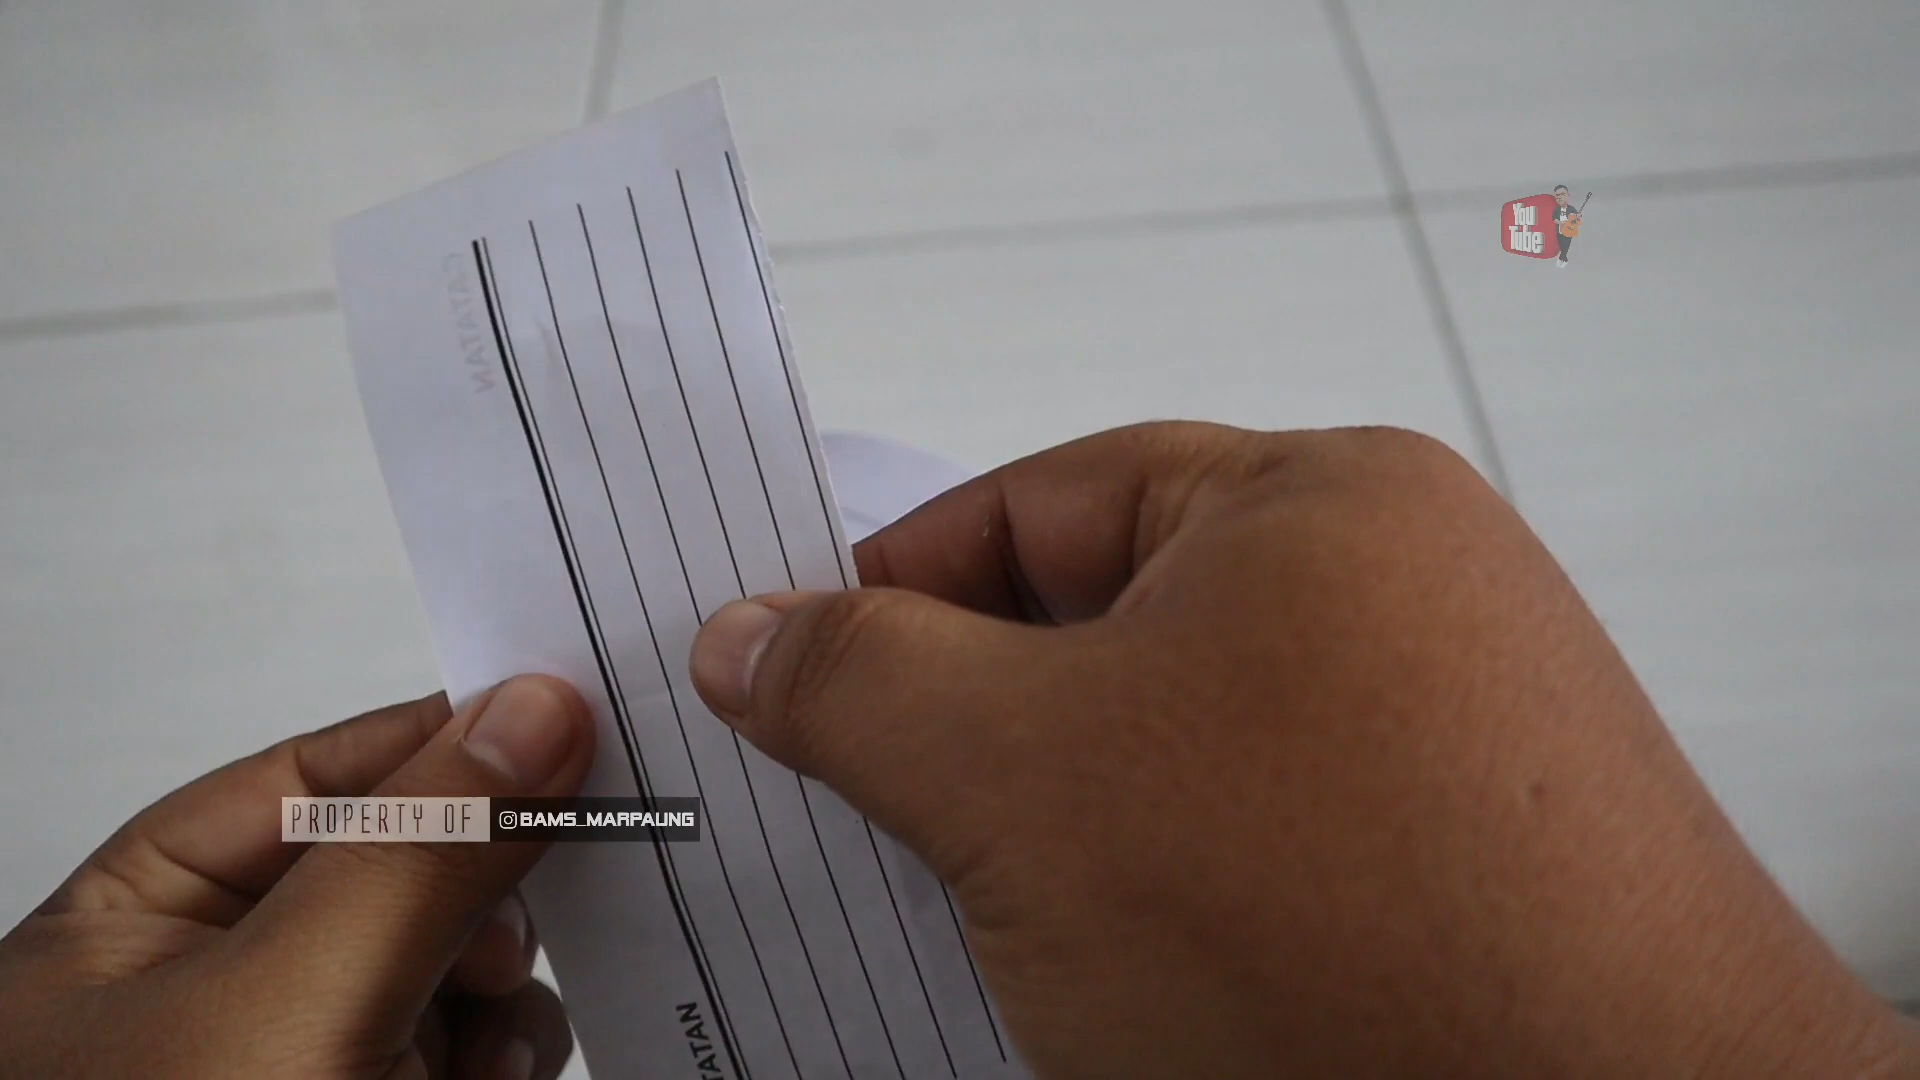 You
Tube
CATATAN
PROPERTY OF @BAMS_MARPAUNG
TATAN